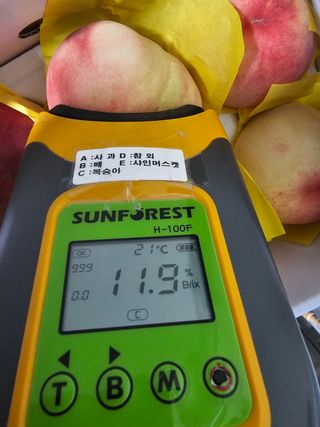 A :사 과 D :참 외
B :배 E :샤인머스켓
C :복숭아
SUNFOREST
H-100F
OK 21°C
999
11.9 % Brix
0.0
C
T B M